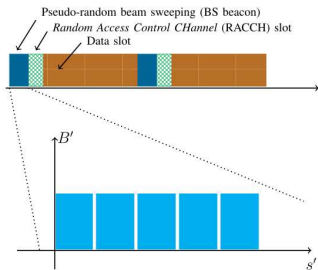 Pseudo-random beam sweeping (BS beacon)
Random Access Control CHannel (RACCH) slot
Data slot
B′
s′